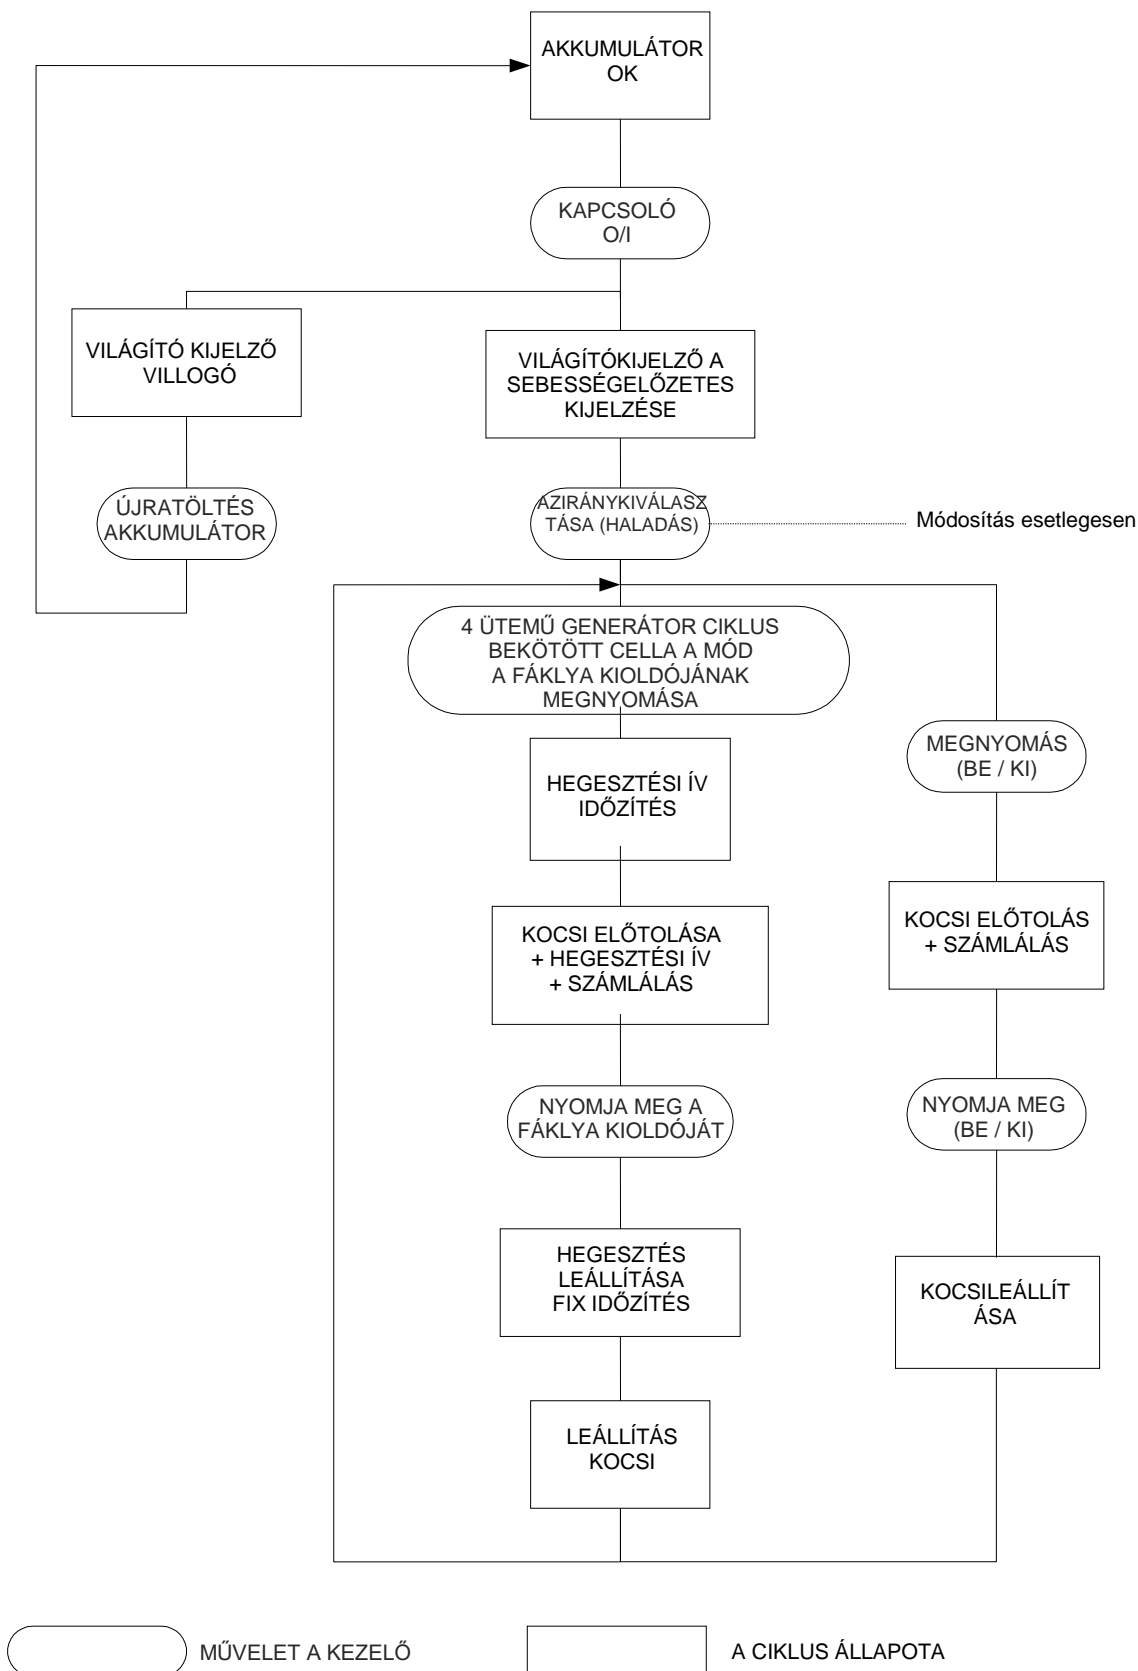 AKKUMULÁTOR
OK
KAPCSOLÓ
O/I
VILÁGÍTÓ KIJELZŐ
VILLOGÓ
VILÁGÍTÓKIJELZŐ A
SEBESSÉGELŐZETES
KIJELZÉSE
ÚJRATÖLTÉS
AKKUMULÁTOR
AZIRÁNYKIVÁLASZ
TÁSA (HALADÁS)
Módosítás esetlegesen
4 ÜTEMŰ GENERÁTOR CIKLUS
BEKÖTÖTT CELLA A MÓD
A FÁKLYA KIOLDÓJÁNAK
MEGNYOMÁSA
MEGNYOMÁS
(BE / KI)
HEGESZTÉSI ÍV
IDŐZÍTÉS
KOCSI ELŐTOLÁSA
+ HEGESZTÉSI ÍV
+ SZÁMLÁLÁS
KOCSI ELŐTOLÁS
+ SZÁMLÁLÁS
NYOMJA MEG A
FÁKLYA KIOLDÓJÁT
NYOMJA MEG
(BE / KI)
HEGESZTÉS
LEÁLLÍTÁSA
FIX IDŐZÍTÉS
KOCSILEÁLLÍT
ÁSA
LEÁLLÍTÁS
KOCSI
MŰVELET A KEZELŐ
A CIKLUS ÁLLAPOTA